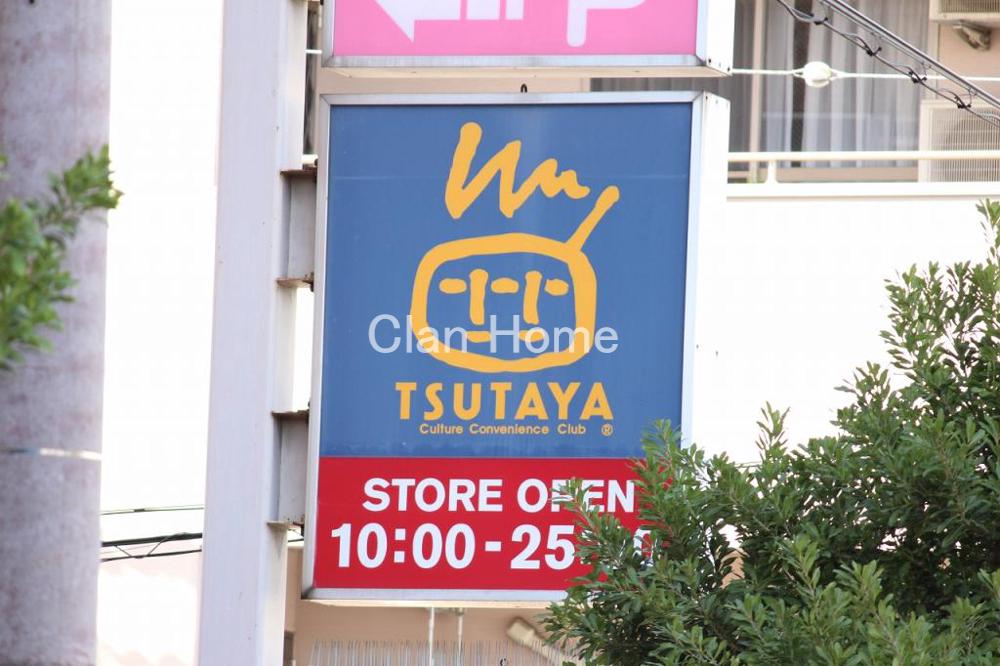 Clan Home
TSUTAYA
Culture Convenience Club ®
STORE OPEN
10:00-25